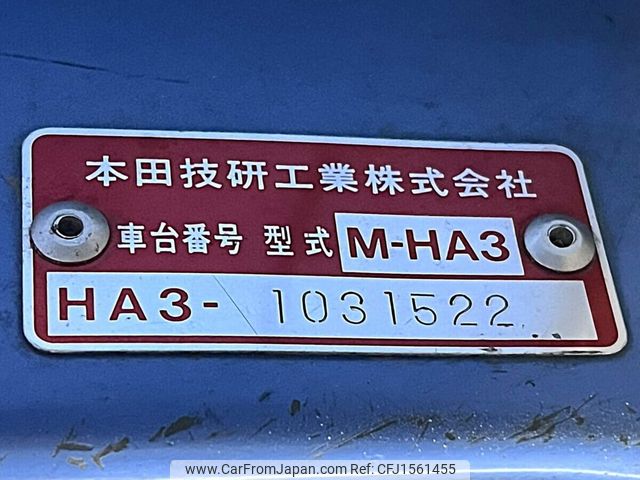 本田技研工業株式会社
車台番号 型式 M-HA3
HA3- 1031522
www.CarFromJapan.com REF:CFJ1561455